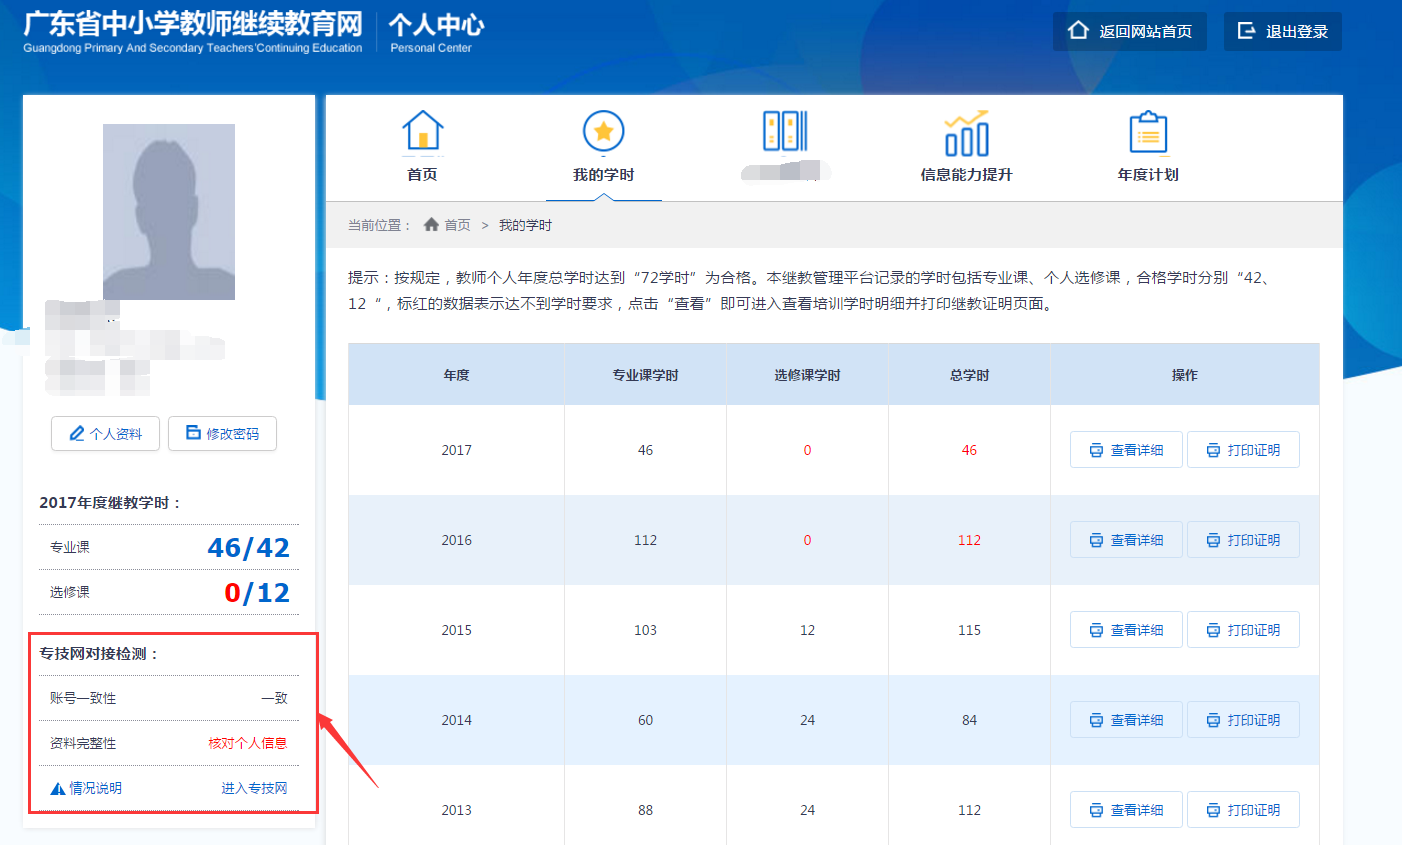 广东省中小学教师继续教育网
个人中心
Guangdong Primary And Secondary Teachers'Continuing Education
Personal Center
返回网站首页
退出登录
首页
我的学时
信息能力提升
年度计划
当前位置： 首页 > 我的学时
提示：按规定，教师个人年度总学时达到“72学时”为合格。本继教管理平台记录的学时包括专业课、个人选修课，合格学时分别“42、
12“，标红的数据表示达不到学时要求，点击“查看”即可进入查看培训学时明细并打印继教证明页面。
个人资料
修改密码
2017年度继教学时：
专业课 46/42
选修课 0/12
专技网对接检测：
账号一致性 一致
资料完整性 核对个人信息
情况说明 进入专技网
年度 专业课学时 选修课学时 总学时 操作
2017 46 0 46 查看详细 打印证明
2016 112 0 112 查看详细 打印证明
2015 103 12 115 查看详细 打印证明
2014 60 24 84 查看详细 打印证明
2013 88 24 112 查看详细 打印证明